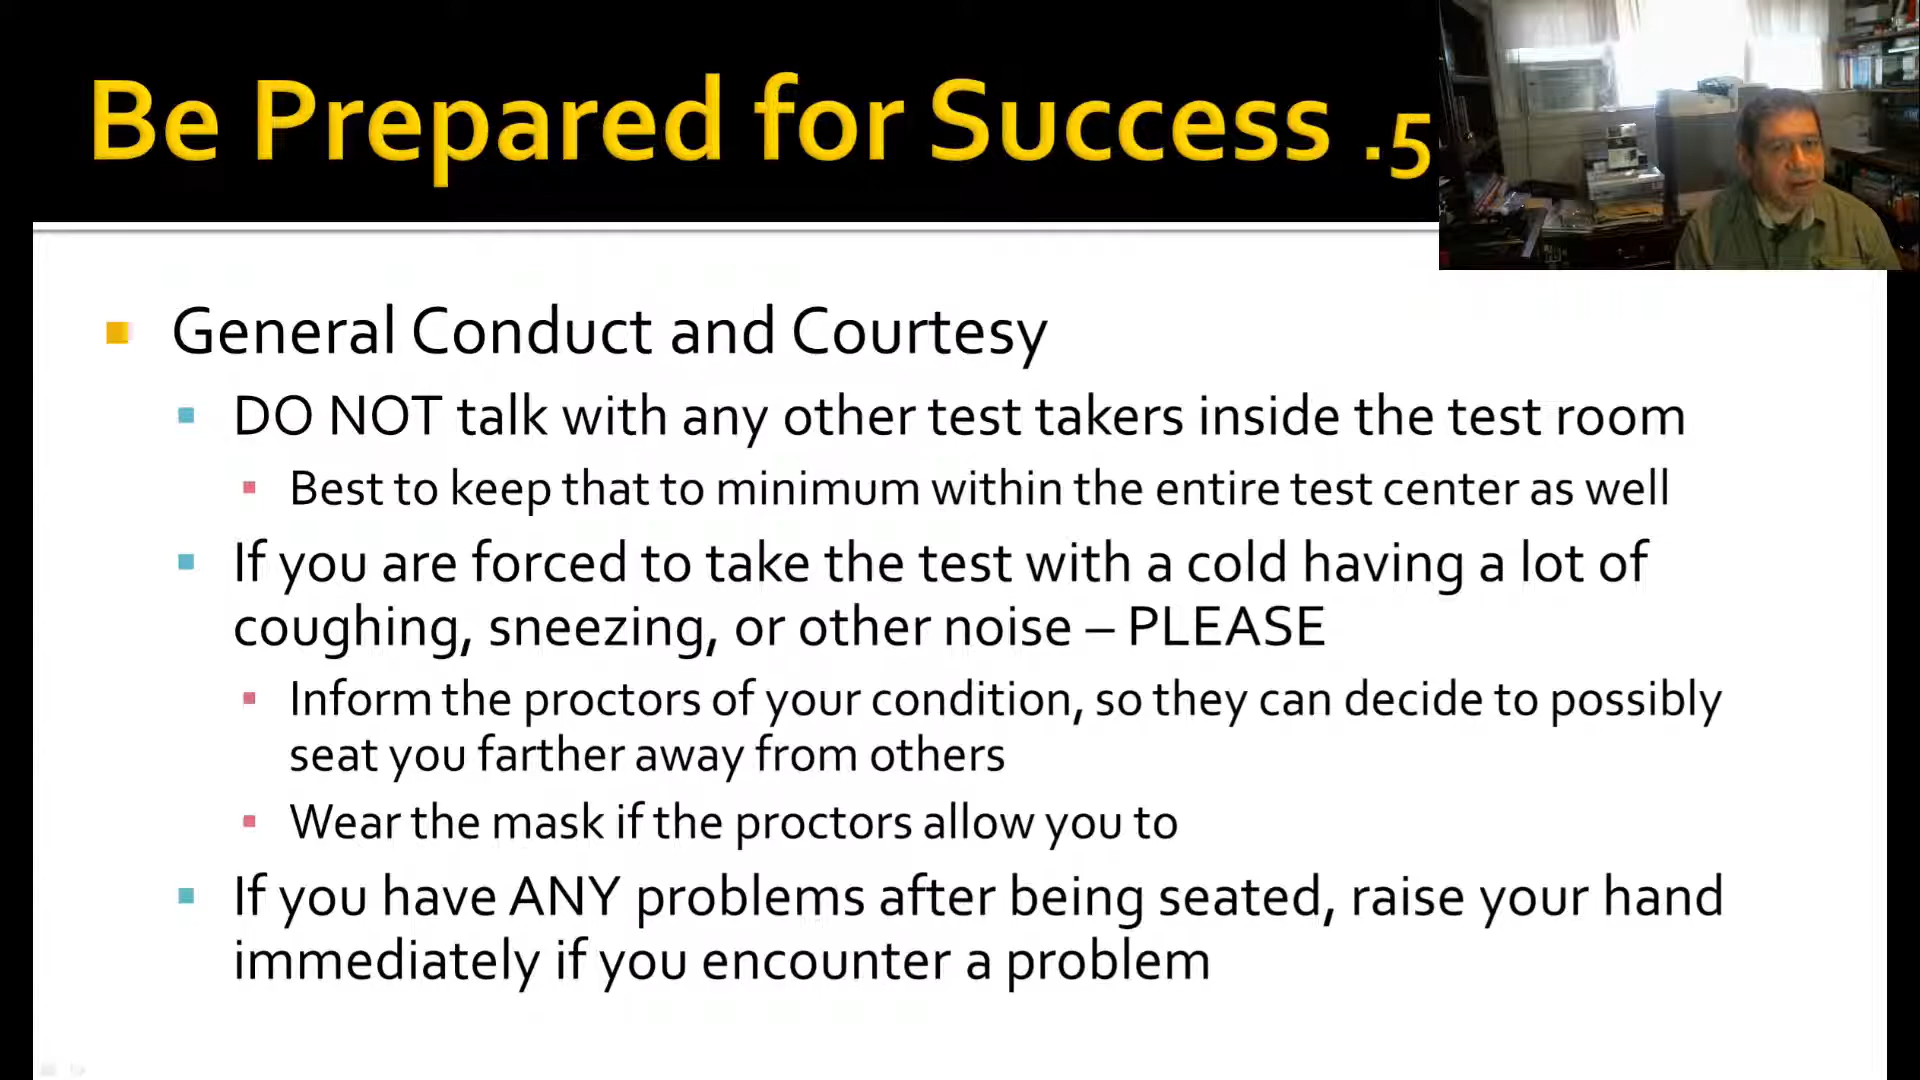 Be Prepared for Success .5
General Conduct and Courtesy
DO NOT talk with any other test takers inside the test room
Best to keep that to minimum within the entire test center as well
If you are forced to take the test with a cold having a lot of
coughing, sneezing, or other noise – PLEASE
Inform the proctors of your condition, so they can decide to possibly
seat you farther away from others
Wear the mask if the proctors allow you to
If you have ANY problems after being seated, raise your hand
immediately if you encounter a problem